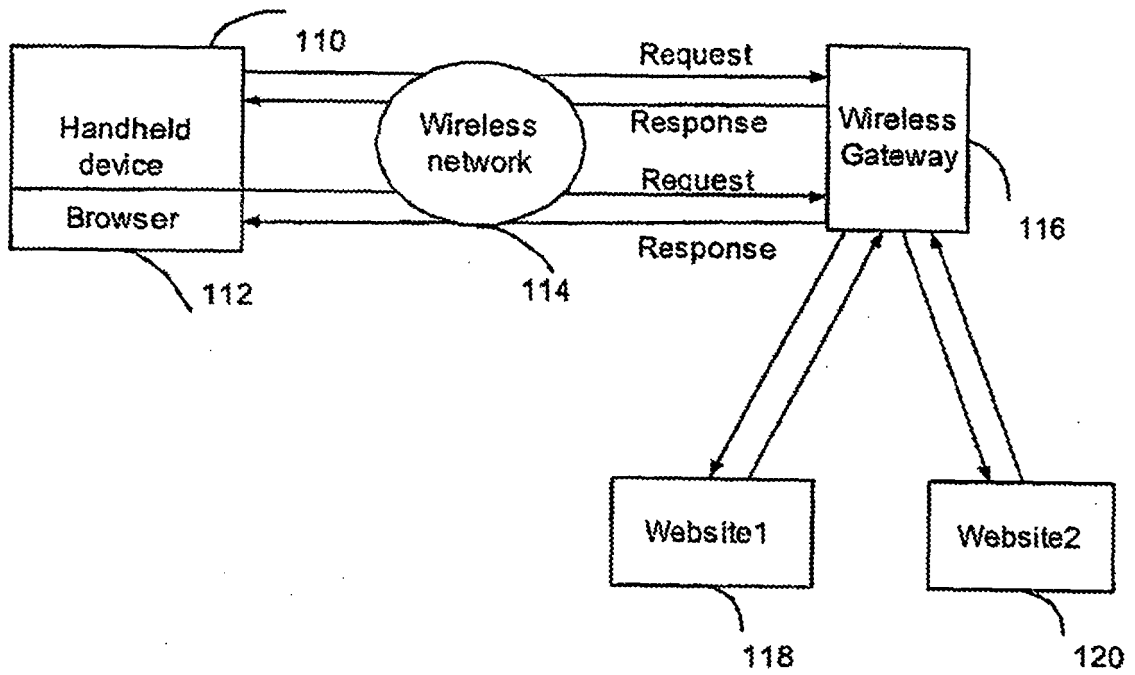 110
Handheld
device
Browser
112
Wireless
network
114
Request
Response
Request
Response
Wireless
Gateway
116
Website1
118
Website2
120